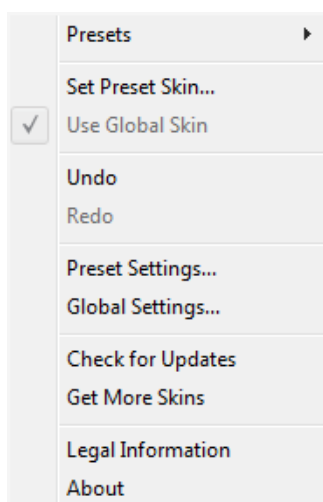 Presets
Set Preset Skin...
Use Global Skin
Undo
Redo
Preset Settings...
Global Settings...
Check for Updates
Get More Skins
Legal Information
About